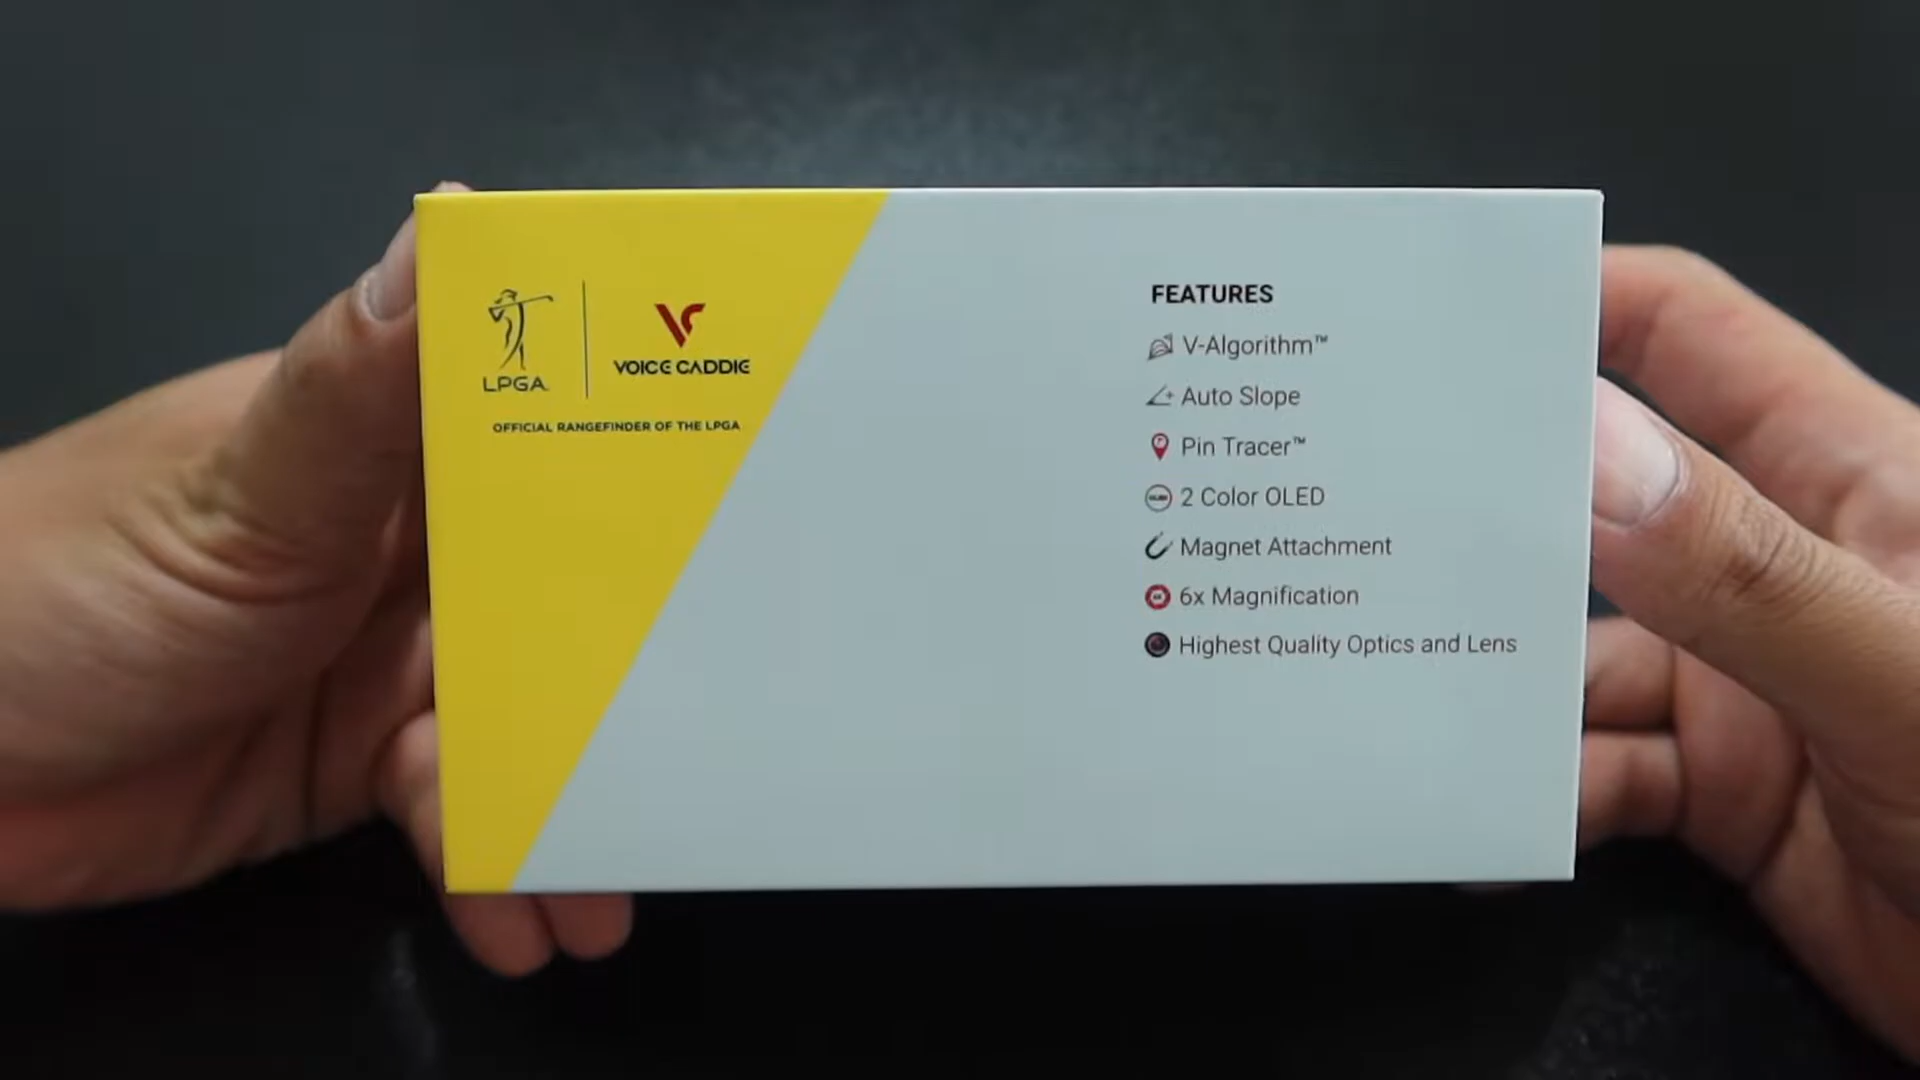 LPGA
VOICE CADDIE
OFFICIAL RANGEFINDER OF THE LPGA
FEATURES
V-Algorithm™
Auto Slope
Pin Tracer™
2 Color OLED
Magnet Attachment
6x Magnification
Highest Quality Optics and Lens